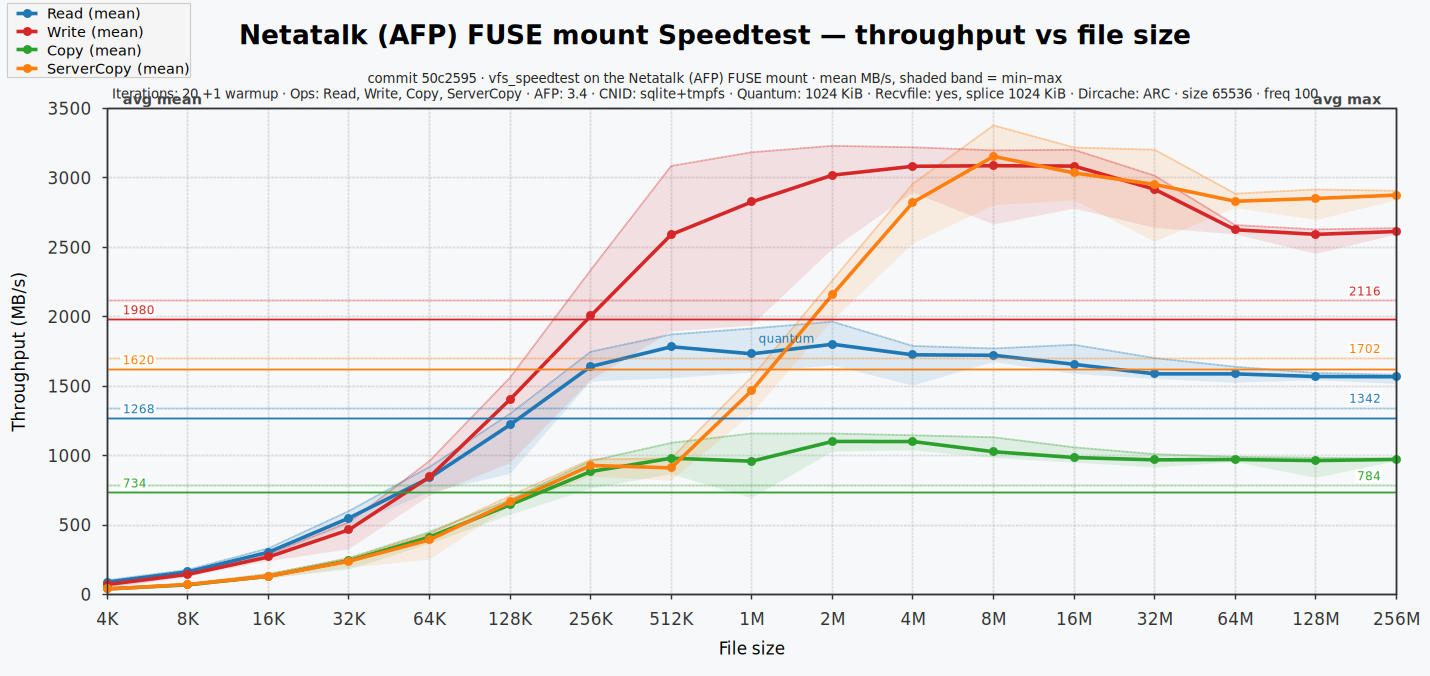 Read (mean)
Write (mean)
Copy (mean)
ServerCopy (mean)
Netatalk (AFP) FUSE mount Speedtest — throughput vs file size
commit 50c2595 · vfs_speedtest on the Netatalk (AFP) FUSE mount · mean MB/s, shaded band = min–max
Iterations: 20 +1 warmup · Ops: Read, Write, Copy, ServerCopy · AFP: 3.4 · CNID: sqlite+tmpfs · Quantum: 1024 KiB · Recvfile: yes, splice 1024 KiB · Dircache: ARC · size 65536 · freq 100
avg mean
avg max
3500
3000
2500
2000
1500
1000
500
0
Throughput (MB/s)
1980
1620
1268
734
quantum
2116
1702
1342
784
4K 8K 16K 32K 64K 128K 256K 512K 1M 2M 4M 8M 16M 32M 64M 128M 256M
File size